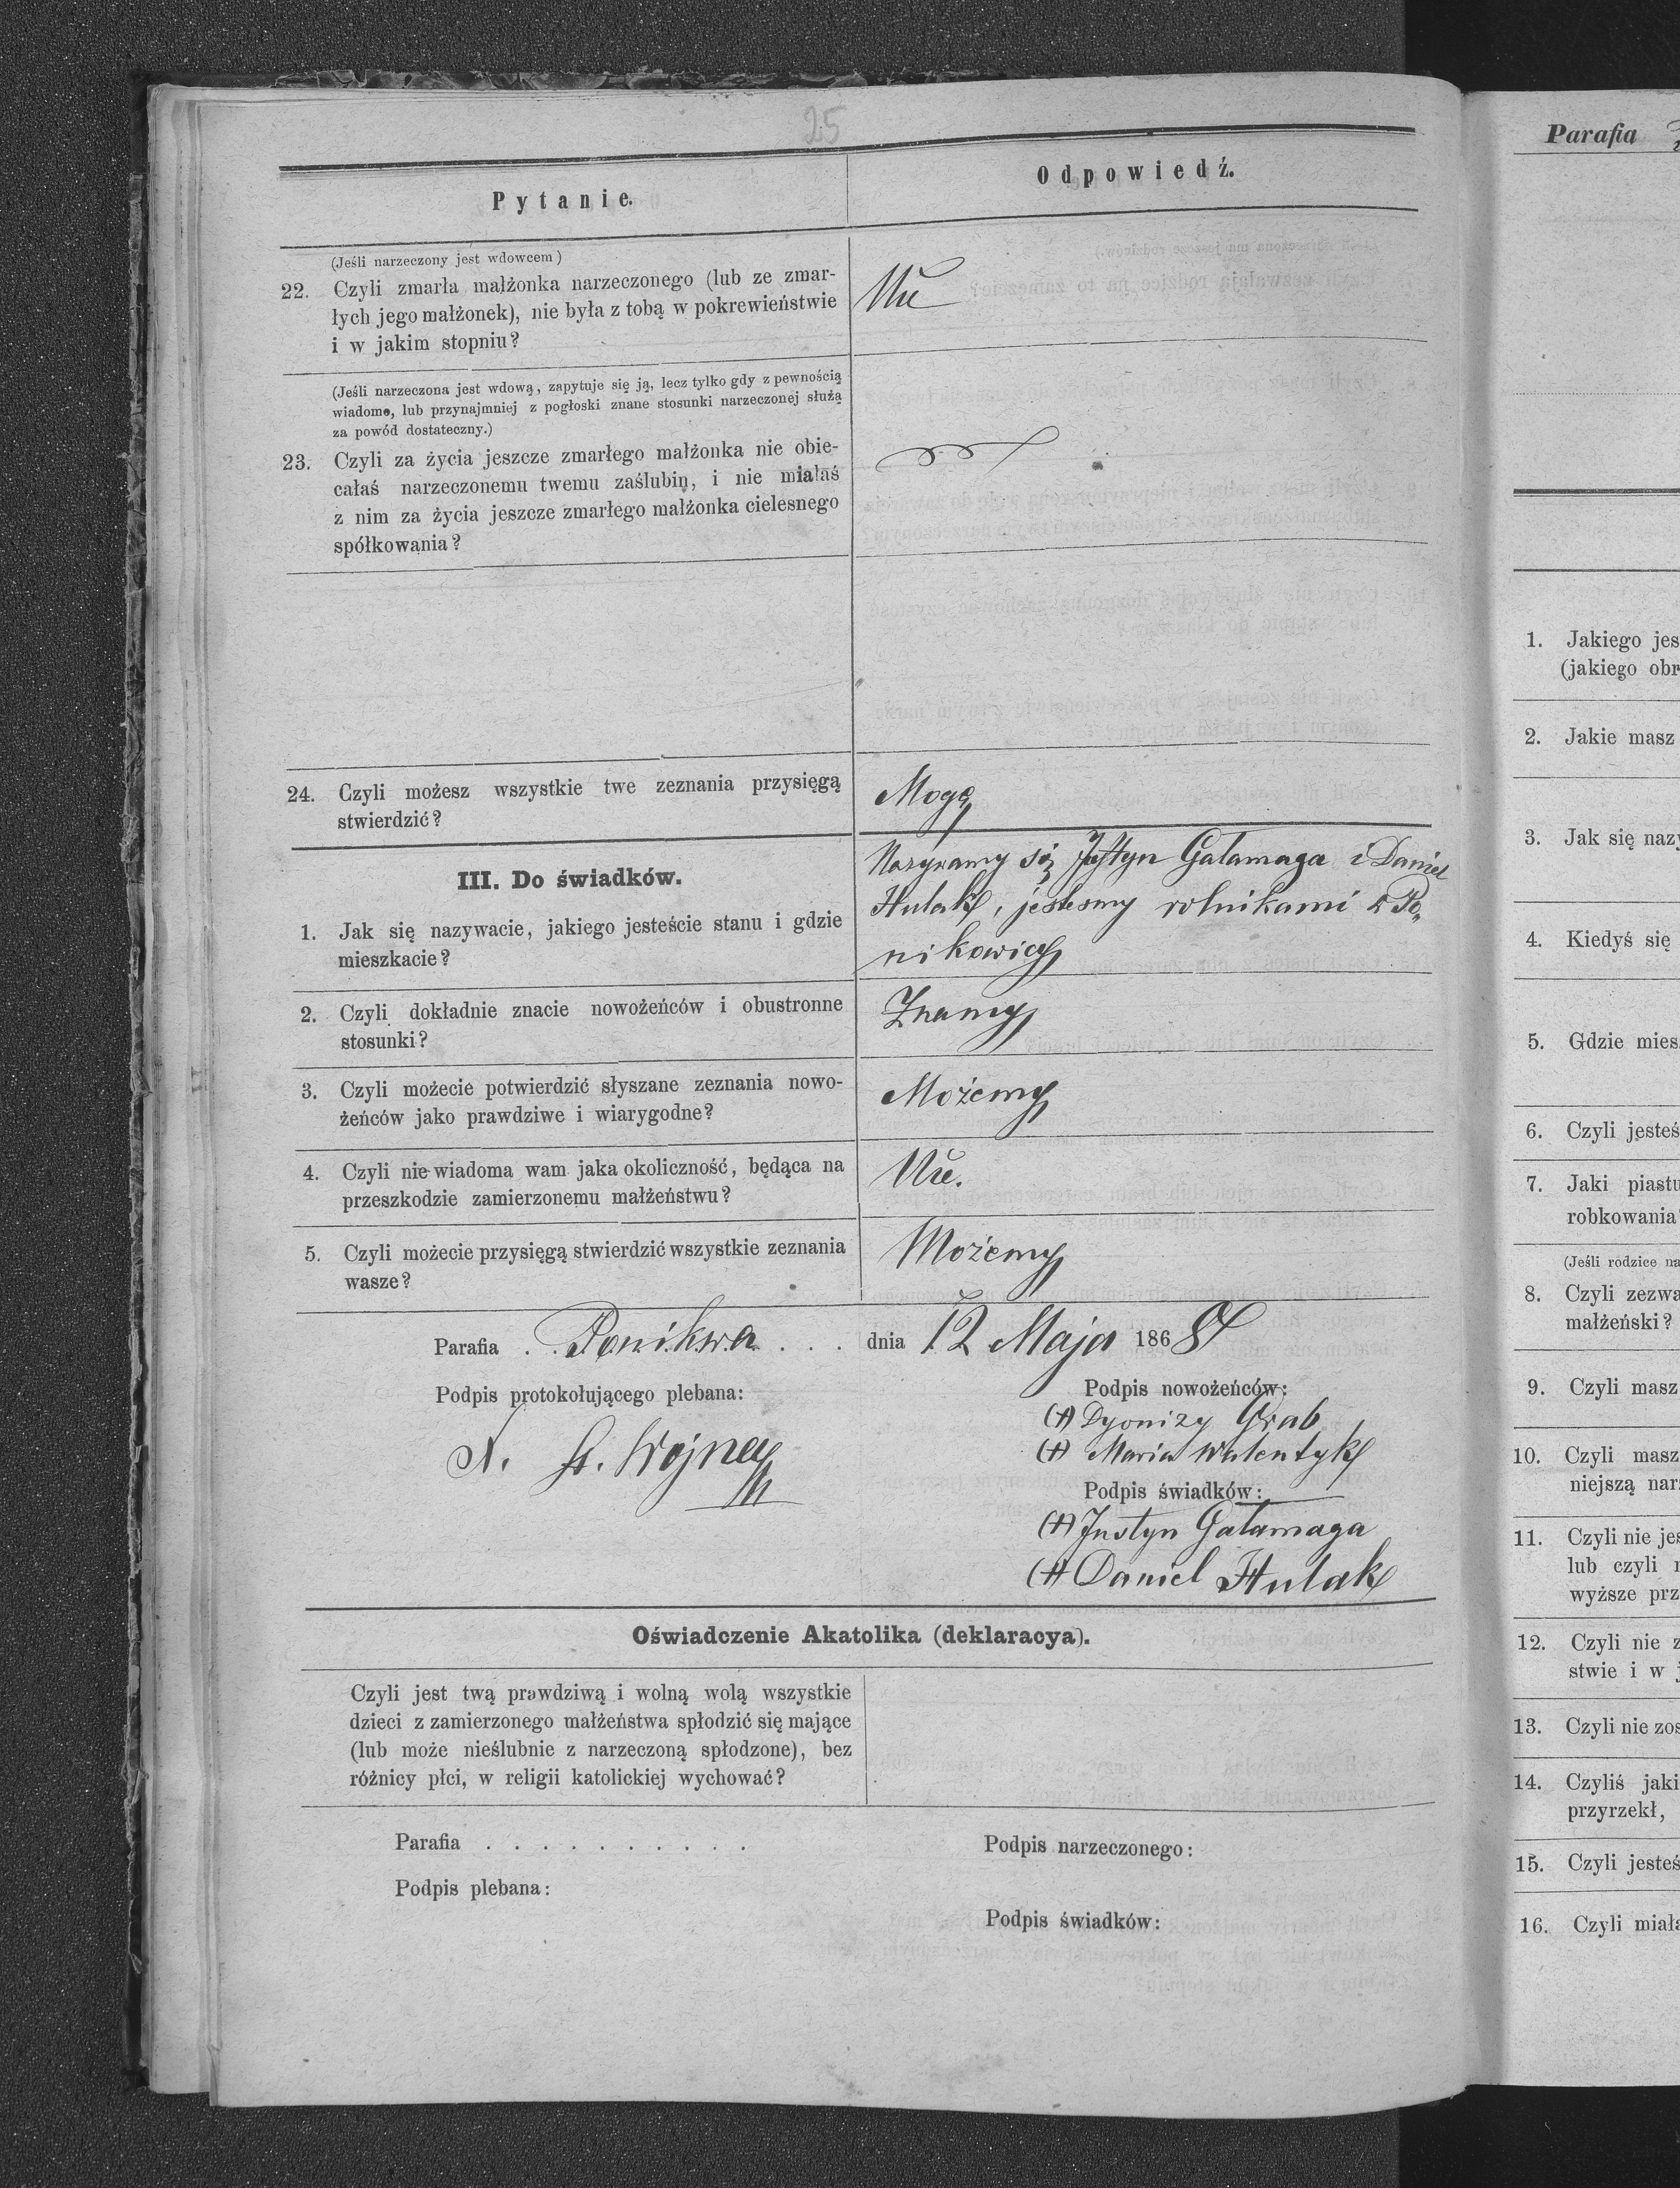 25
Pytanie.
Odpowiedź.
(Jeśli narzeczony jest wdowcem)
22. Czyli zmarła małżonka narzeczonego (lub ze zmar-
łych jego małżonek), nie była z tobą w pokrewieństwie
i w jakim stopniu?
Nie
(Jeśli narzeczona jest wdową, zapytuje się ją, lecz tylko gdy z pewnością
wiadome, lub przynajmniej z pogłoski znane stosunki narzeczonej służą
za powód dostateczny.)
23. Czyli za życia jeszcze zmarłego małżonka nie obie-
całaś narzeczonemu twemu zaślubin, i nie miałaś
z nim za życia jeszcze zmarłego małżonka cielesnego
spółkowania?
24. Czyli możesz wszystkie twe zeznania przysięgą
stwierdzić?
Mogę
III. Do świadków.
1. Jak się nazywacie, jakiego jesteście stanu i gdzie
mieszkacie?
Nazywamy się Justyn Gałamaga i Daniel
Hulak, jestesmy rolnikami z Po„
nikowicy
2. Czyli dokładnie znacie nowożeńców i obustronne
stosunki?
Znamy
3. Czyli możecie potwierdzić słyszane zeznania nowo-
żeńców jako prawdziwe i wiarygodne?
Możemy
4. Czyli nie wiadoma wam jaka okoliczność, będąca na
przeszkodzie zamierzonemu małżeństwu?
Nie.
5. Czyli możecie przysięgą stwierdzić wszystkie zeznania
wasze?
Możemy
Parafia . . Ponikwa . . . dnia 12 Maja 186
Podpis protokołującego plebana:
Podpis nowożeńców:
(+) Dyonizy Grab
(+) Maria Walentyk
Podpis świadków:
(+) Justyn Gałamaga
(+) Daniel Hulak
Oświadczenie Akatolika (deklaracya).
Czyli jest twą prawdziwą i wolną wolą wszystkie
dzieci z zamierzonego małżeństwa spłodzić się mające
(lub może nieślubnie z narzeczoną spłodzone), bez
różnicy płci, w religii katolickiej wychować?
Parafia . . . . . . . . . .
Podpis narzeczonego:
Podpis plebana:
Podpis świadków:
Parafia
1. Jakiego jes
(jakiego obr
2. Jakie masz
3. Jak się nazy
4. Kiedyś się
5. Gdzie mies
6. Czyli jesteś
7. Jaki piastu
robkowania
(Jeśli rodzice na
8. Czyli zezwa
małżeński?
9. Czyli masz
10. Czyli masz
niejszą nar
11. Czyli nie jes
lub czyli
wyższe prz
12. Czyli nie z
stwie i w j
13. Czyli nie zos
14. Czyliś jaki
przyrzekł,
15. Czyli jesteś
16. Czyli miała